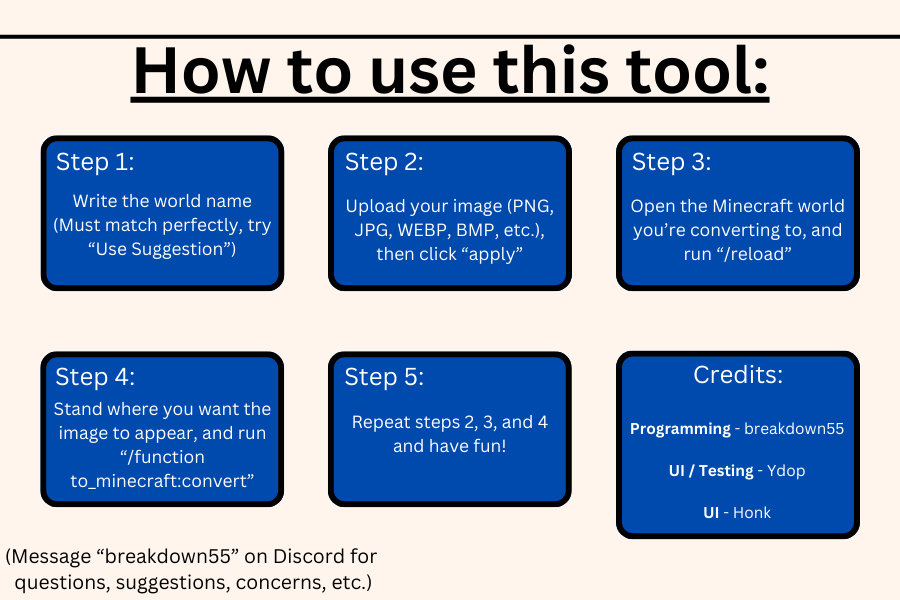 How to use this tool:
Step 1:
Write the world name
(Must match perfectly, try
“Use Suggestion”)
Step 2:
Upload your image (PNG,
JPG, WEBP, BMP, etc.),
then click “apply”
Step 3:
Open the Minecraft world
you’re converting to, and
run “/reload”
Step 4:
Stand where you want the
image to appear, and run
“/function
to_minecraft:convert”
Step 5:
Repeat steps 2, 3, and 4
and have fun!
Credits:
Programming - breakdown55
UI / Testing - Ydop
UI - Honk
(Message “breakdown55” on Discord for
questions, suggestions, concerns, etc.)